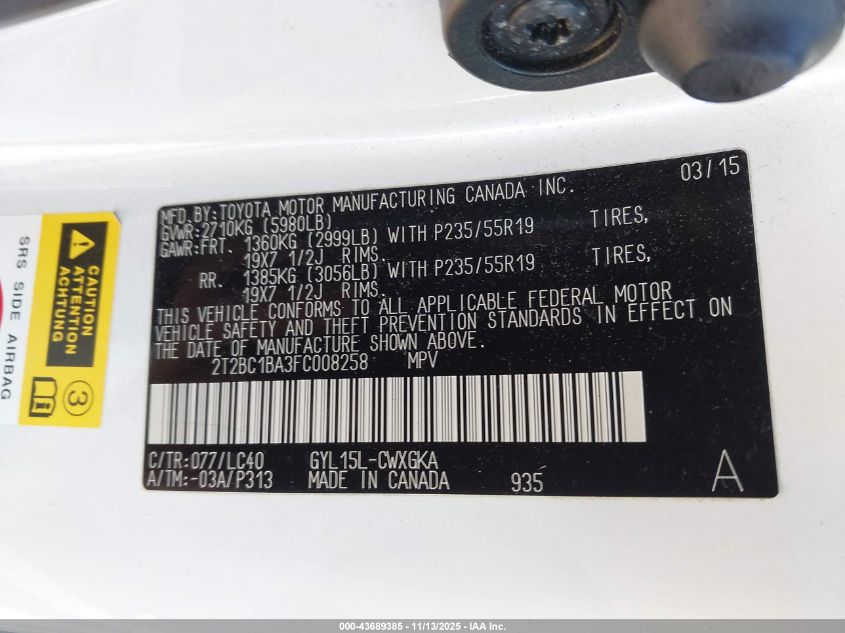 03/15
MFD.BY:TOYOTA MOTOR MANUFACTURING CANADA INC.
GVWR:2710KG (5980LB)
GAWR:FRT. 1360KG (2999LB) WITH P235/55R19 TIRES,
19X7 1/2J RIMS.
RR. 1385KG (3056LB) WITH P235/55R19 TIRES,
19X7 1/2J RIMS.
THIS VEHICLE CONFORMS TO ALL APPLICABLE FEDERAL MOTOR
VEHICLE SAFETY AND THEFT PREVENTION STANDARDS IN EFFECT ON
THE DATE OF MANUFACTURE SHOWN ABOVE.
2T2BC1BA3FC008258 MPV
C/TR:077/LC40 GYL15L-CWXGKA
A/TM:-03A/P313 MADE IN CANADA 935 A
SRS SIDE AIRBAG
CAUTION
ATTENTION
ACHTUNG
3
000-43689385 - 11/13/2025 - IAA Inc.